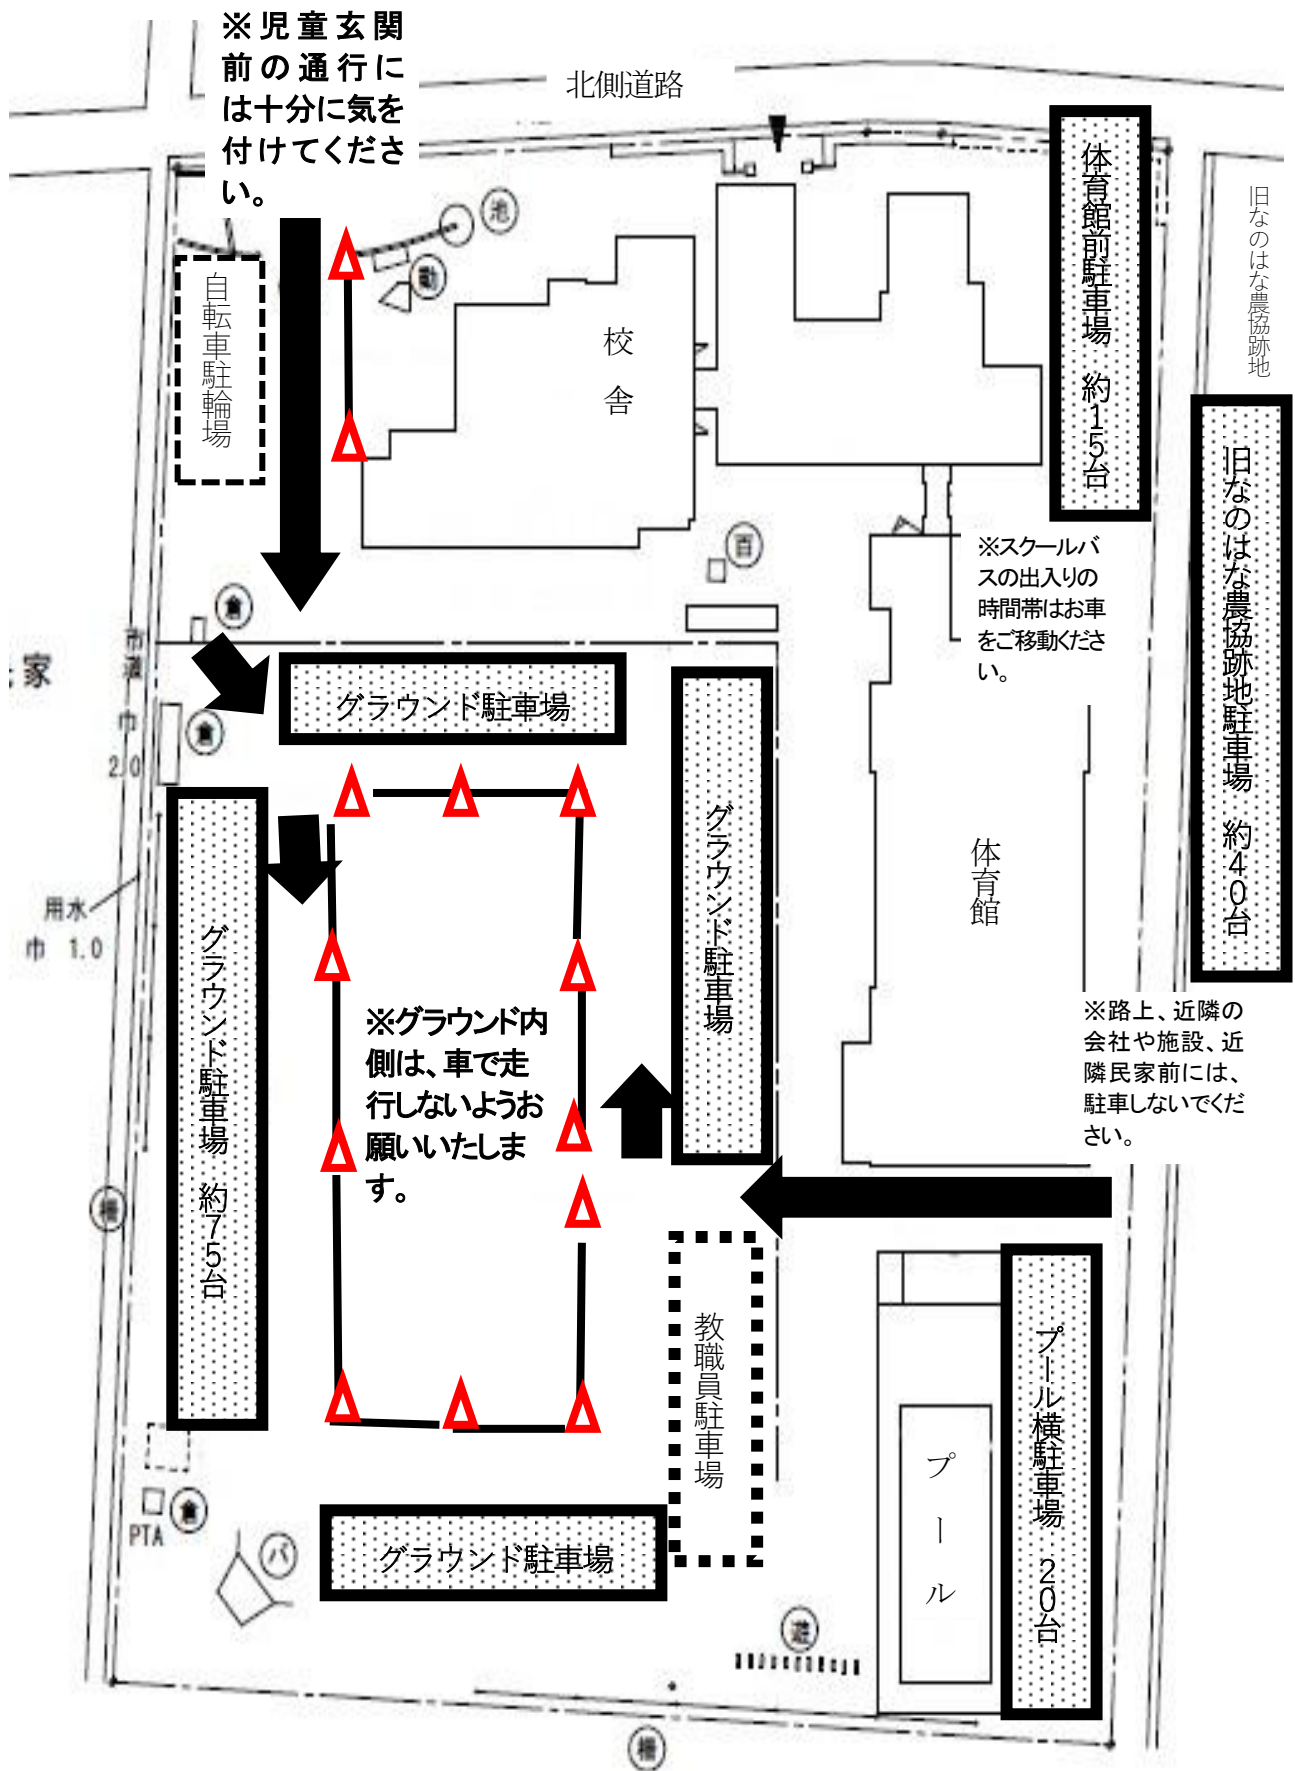 ※児童玄関
前の通行に
は十分に気を
付けてくださ
い。
北側道路
体育館前駐車場　約15台
旧なのはな農協跡地
池
動
自転車駐輪場
校舎
旧なのはな農協跡地駐車場　約40台
百
※スクールバ
スの出入りの
時間帯はお車
をご移動くださ
い。
倉
市道
巾
2.0
家
グラウンド駐車場
倉
グラウンド駐車場
体育館
用水
巾 1.0
グラウンド駐車場　約75台
※グラウンド内
側は、車で走
行しないようお
願いいたしま
す。
※路上、近隣の
会社や施設、近
隣民家前には、
駐車しないでくだ
さい。
柵
教職員駐車場
プール横駐車場　20台
プール
倉
PTA
バ
グラウンド駐車場
遊
柵